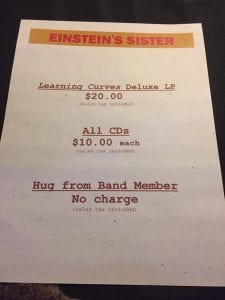 EINSTEIN'S SISTER
Learning Curves Deluxe LP
$20.00
(sales tax included)
All CDs
$10.00 each
(sales tax included)
Hug from Band Member
No charge
(sales tax included)